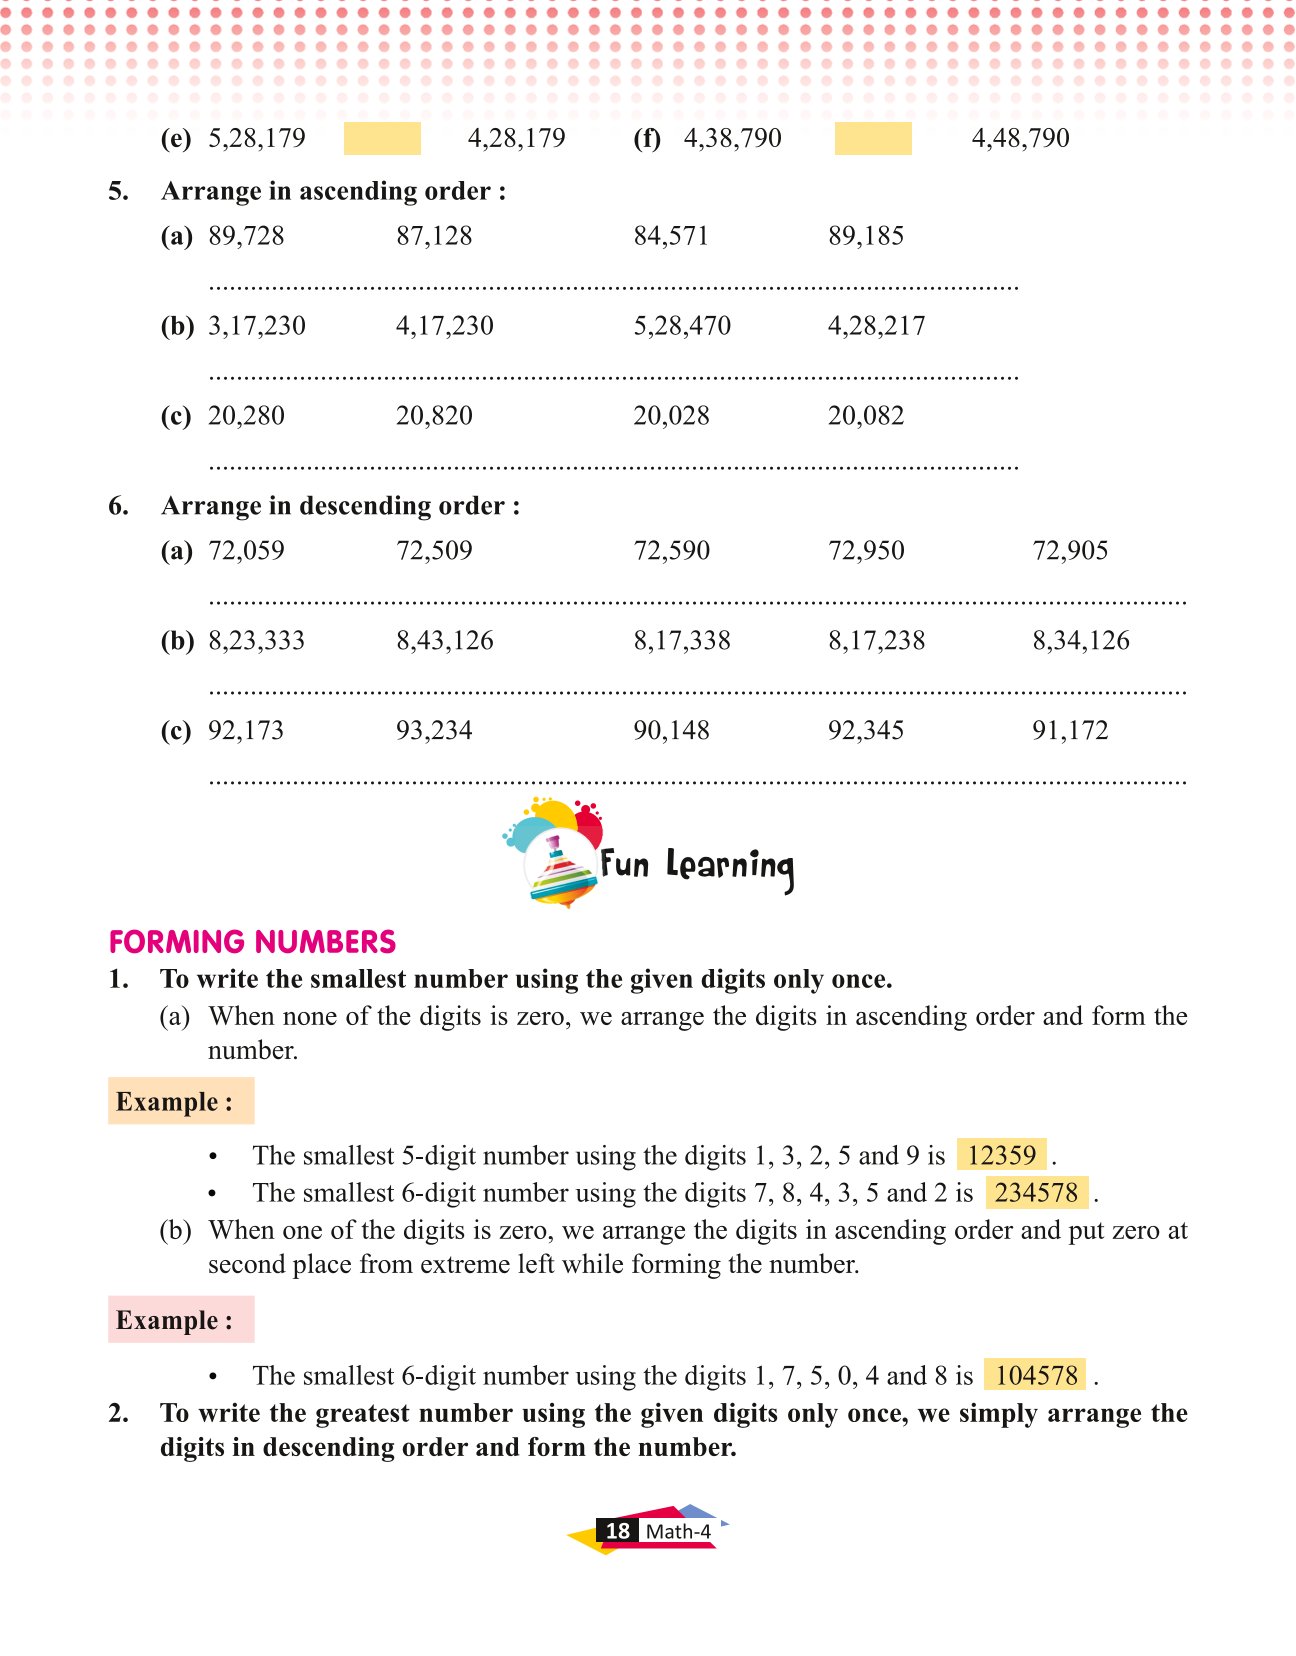 (e) 5,28,179 4,28,179 (f) 4,38,790 4,48,790
5. Arrange in ascending order :
(a) 89,728 87,128 84,571 89,185
....................................................................................................................
(b) 3,17,230 4,17,230 5,28,470 4,28,217
....................................................................................................................
(c) 20,280 20,820 20,028 20,082
....................................................................................................................
6. Arrange in descending order :
(a) 72,059 72,509 72,590 72,950 72,905
............................................................................................................................................
(b) 8,23,333 8,43,126 8,17,338 8,17,238 8,34,126
............................................................................................................................................
(c) 92,173 93,234 90,148 92,345 91,172
............................................................................................................................................
Fun Learning
FORMING NUMBERS
1. To write the smallest number using the given digits only once.
(a) When none of the digits is zero, we arrange the digits in ascending order and form the
number.
Example :
• The smallest 5-digit number using the digits 1, 3, 2, 5 and 9 is 12359 .
• The smallest 6-digit number using the digits 7, 8, 4, 3, 5 and 2 is 234578 .
(b) When one of the digits is zero, we arrange the digits in ascending order and put zero at
second place from extreme left while forming the number.
Example :
• The smallest 6-digit number using the digits 1, 7, 5, 0, 4 and 8 is 104578 .
2. To write the greatest number using the given digits only once, we simply arrange the
digits in descending order and form the number.
18 Math-4